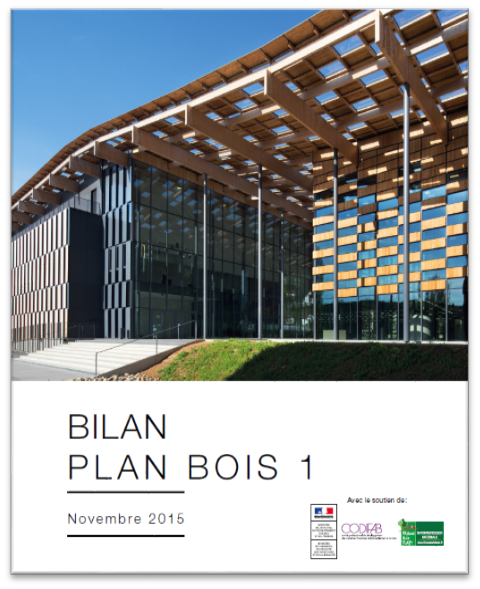 BILAN
PLAN BOIS 1
Novembre 2015
Avec le soutien de:
CODIFAB